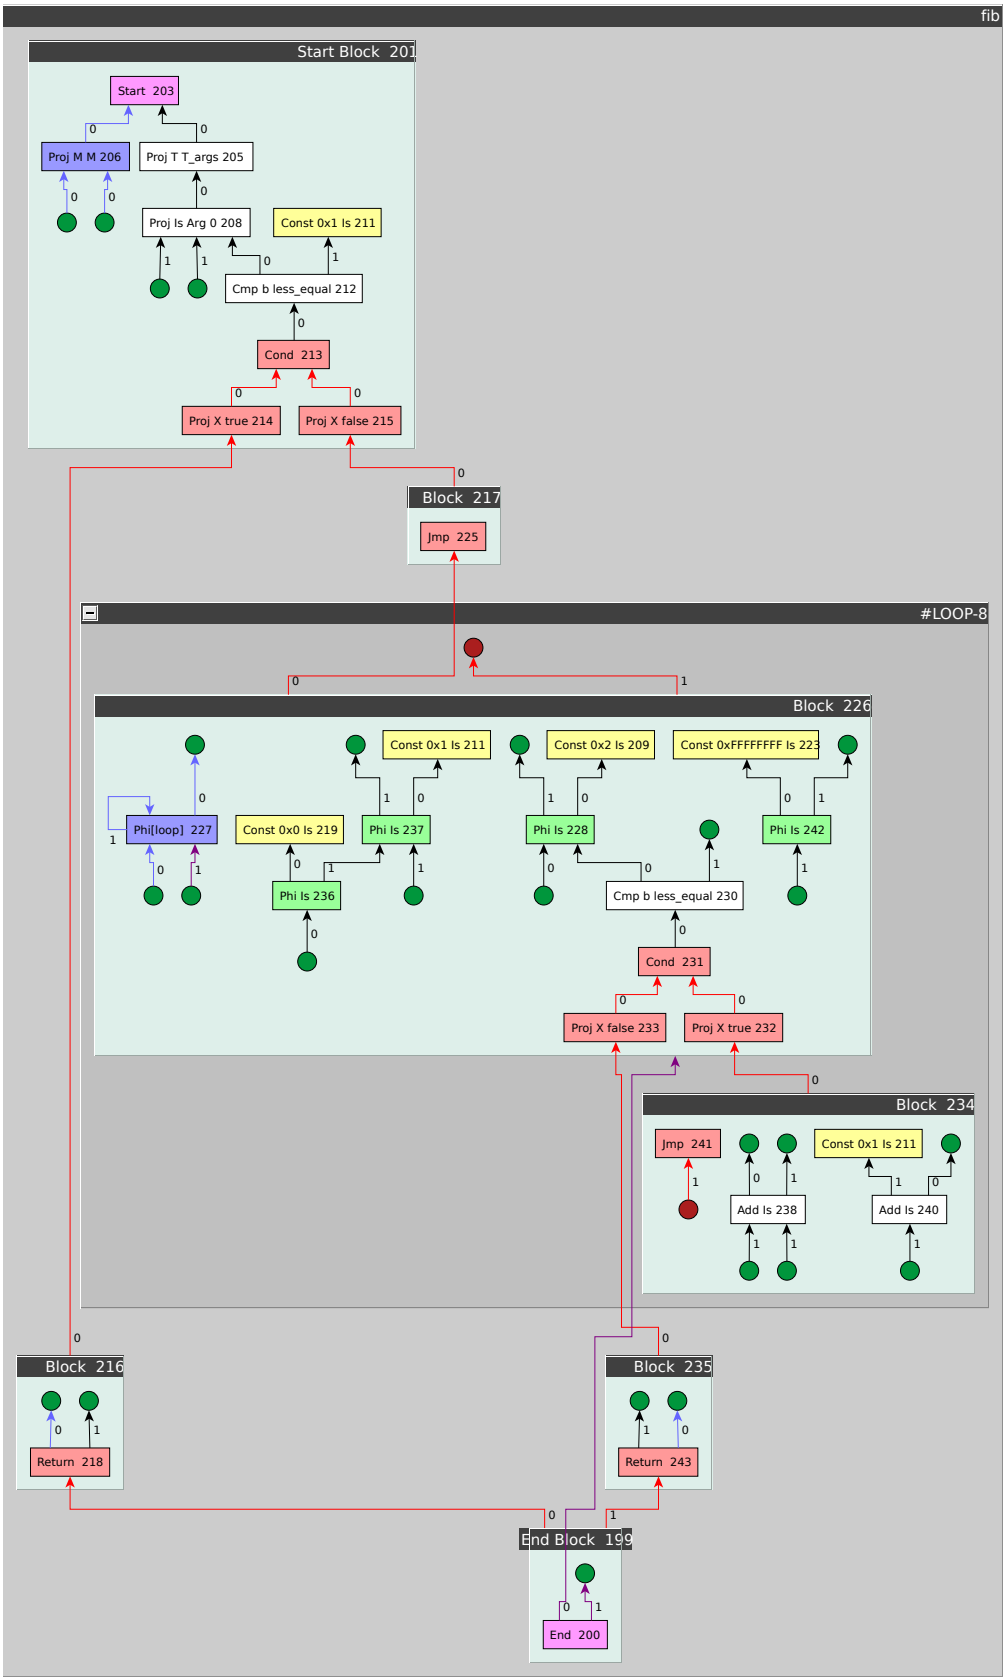 fib
Start Block 201
Start 203
0
0
Proj M M 206
Proj T T_args 205
0
0
0
Proj Is Arg 0 208
Const 0x1 Is 211
1
1
0
1
Cmp b less_equal 212
0
Cond 213
0
0
Proj X true 214
Proj X false 215
0
Block 217
Jmp 225
#LOOP-8
0
1
Block 226
Const 0x1 Is 211
Const 0x2 Is 209
Const 0xFFFFFFFF Is 223
0
1
0
1
0
0
1
Phi[loop] 227
Const 0x0 Is 219
Phi Is 237
Phi Is 228
Phi Is 242
1
0
1
0
1
1
0
0
1
1
Phi Is 236
Cmp b less_equal 230
0
0
Cond 231
0
0
Proj X false 233
Proj X true 232
0
Block 234
Jmp 241
Const 0x1 Is 211
1
0
1
1
0
Add Is 238
Add Is 240
1
1
1
0
0
Block 216
Block 235
0
1
1
0
Return 218
Return 243
0
1
End Block 199
0
1
End 200